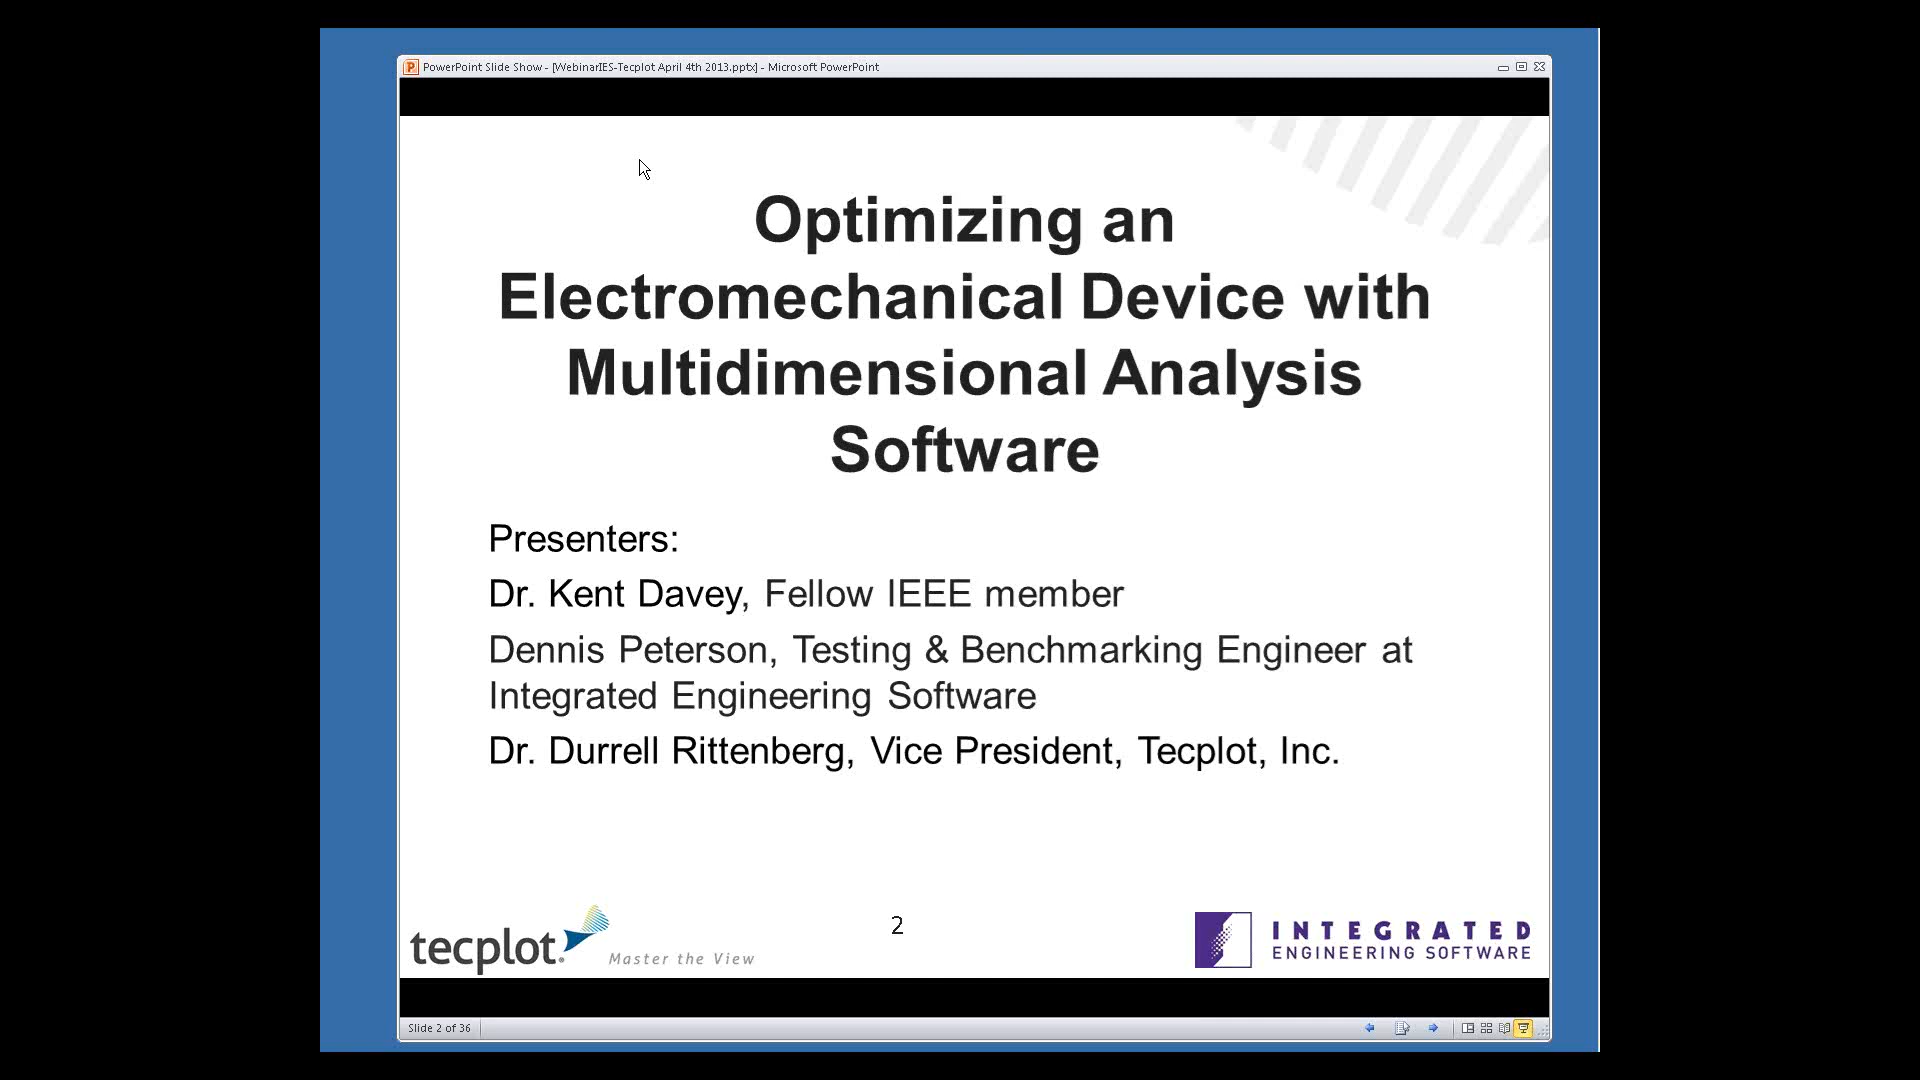 PowerPoint Slide Show - [WebinarIES-Tecplot April 4th 2013.pptx] - Microsoft PowerPoint
Optimizing an
Electromechanical Device with
Multidimensional Analysis
Software
Presenters:
Dr. Kent Davey, Fellow IEEE member
Dennis Peterson, Testing & Benchmarking Engineer at
Integrated Engineering Software
Dr. Durrell Rittenberg, Vice President, Tecplot, Inc.
tecplot.
Master the View
2
INTEGRATED
ENGINEERING SOFTWARE
Slide 2 of 36